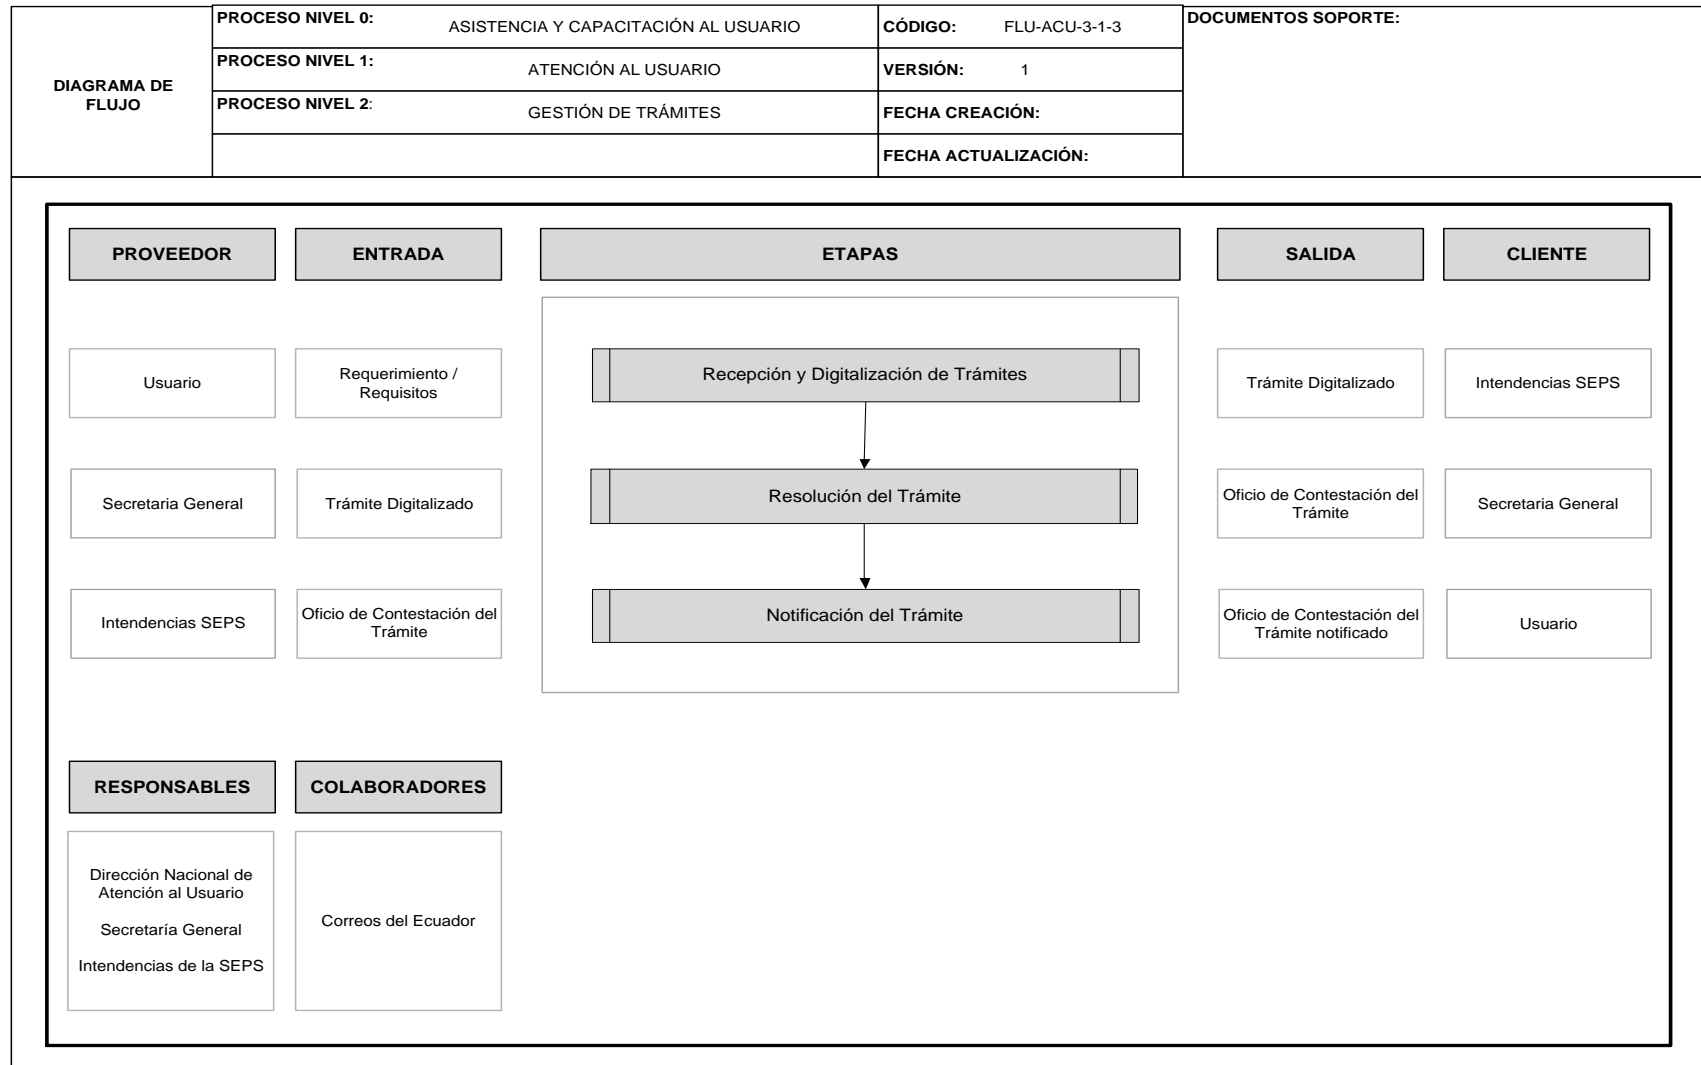 DIAGRAMA DE
FLUJO
PROCESO NIVEL 0:
ASISTENCIA Y CAPACITACIÓN AL USUARIO
CÓDIGO:
FLU-ACU-3-1-3
DOCUMENTOS SOPORTE:
PROCESO NIVEL 1:
ATENCIÓN AL USUARIO
VERSIÓN:
1
PROCESO NIVEL 2:
GESTIÓN DE TRÁMITES
FECHA CREACIÓN:
FECHA ACTUALIZACIÓN:
PROVEEDOR
ENTRADA
ETAPAS
SALIDA
CLIENTE
Usuario
Requerimiento /
Requisitos
Recepción y Digitalización de Trámites
Trámite Digitalizado
Intendencias SEPS
Secretaria General
Trámite Digitalizado
Resolución del Trámite
Oficio de Contestación del
Trámite
Secretaria General
Intendencias SEPS
Oficio de Contestación del
Trámite
Notificación del Trámite
Oficio de Contestación del
Trámite notificado
Usuario
RESPONSABLES
COLABORADORES
Dirección Nacional de
Atención al Usuario
Secretaría General
Intendencias de la SEPS
Correos del Ecuador